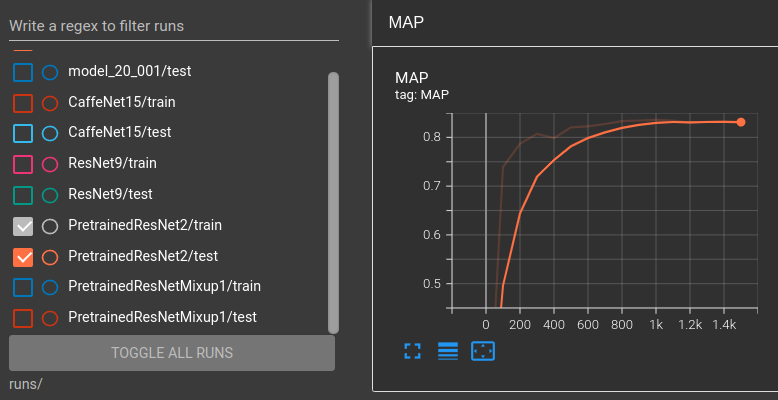 Write a regex to filter runs
model_20_001/test
CaffeNet15/train
CaffeNet15/test
ResNet9/train
ResNet9/test
PretrainedResNet2/train
PretrainedResNet2/test
PretrainedResNetMixup1/train
PretrainedResNetMixup1/test
TOGGLE ALL RUNS
runs/
MAP
MAP
tag: MAP
0.8
0.7
0.6
0.5
0 200 400 600 800 1k 1.2k 1.4k